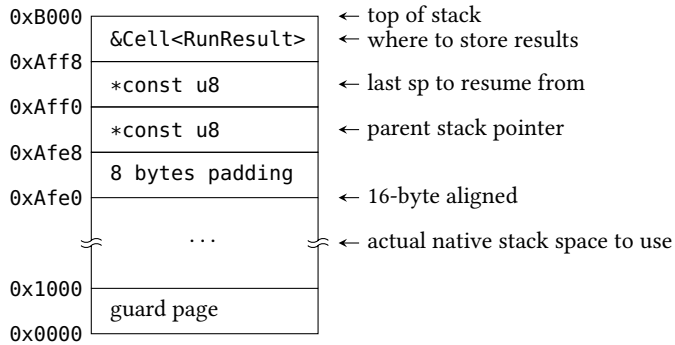 0xB000 ← top of stack
&Cell<RunResult> ← where to store results
0xAff8
*const u8 ← last sp to resume from
0xAff0
*const u8 ← parent stack pointer
0xAfe8
8 bytes padding
0xAfe0 ← 16-byte aligned
... ← actual native stack space to use
0x1000
guard page
0x0000